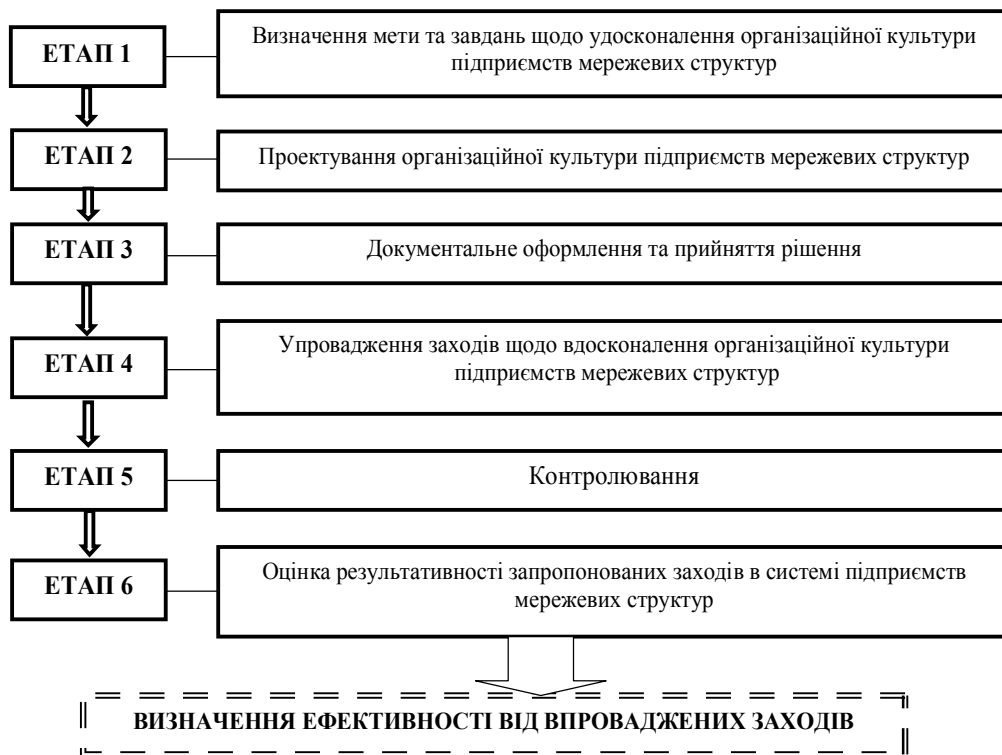 ЕТАП 1
Визначення мети та завдань щодо удосконалення організаційної культури
підприємств мережевих структур
ЕТАП 2
Проектування організаційної культури підприємств мережевих структур
ЕТАП 3
Документальне оформлення та прийняття рішення
ЕТАП 4
Упровадження заходів щодо вдосконалення організаційної культури
підприємств мережевих структур
ЕТАП 5
Контролювання
ЕТАП 6
Оцінка результативності запропонованих заходів в системі підприємств
мережевих структур
ВИЗНАЧЕННЯ ЕФЕКТИВНОСТІ ВІД ВПРОВАДЖЕНИХ ЗАХОДІВ